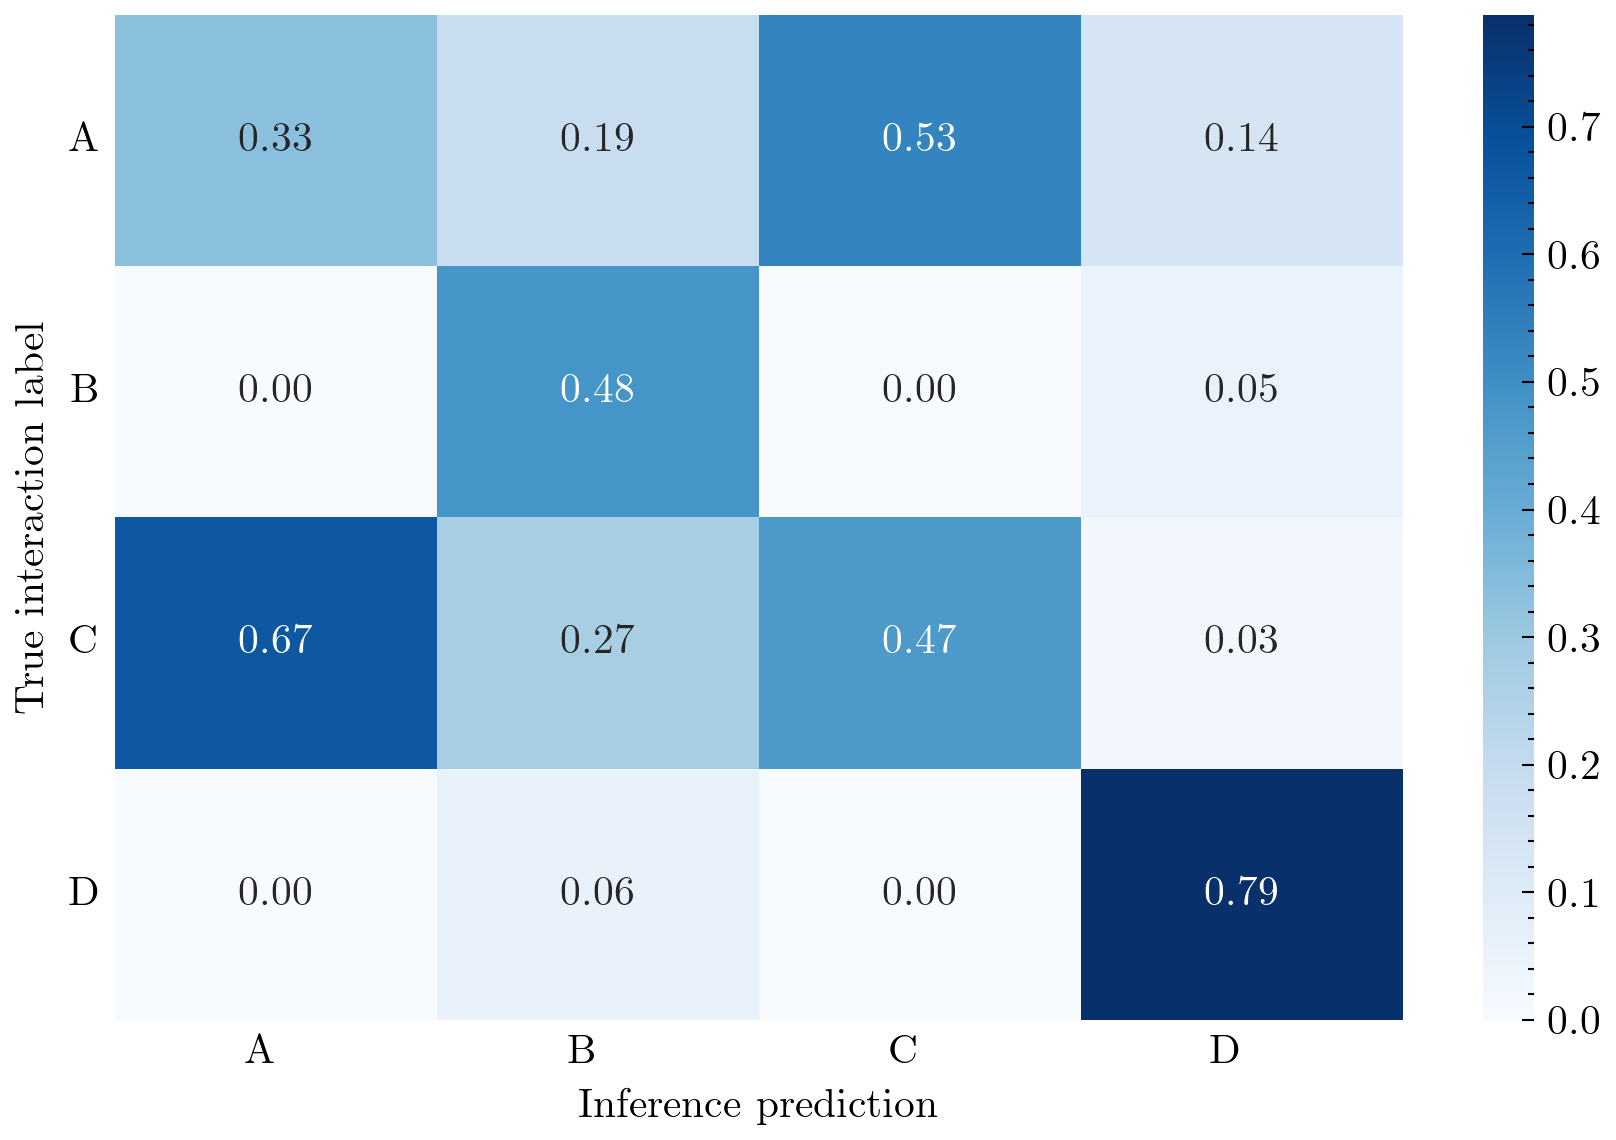 A 0.33 0.19 0.53 0.14
B 0.00 0.48 0.00 0.05
C 0.67 0.27 0.47 0.03
D 0.00 0.06 0.00 0.79
A B C D
Inference prediction
True interaction label
0.7
0.6
0.5
0.4
0.3
0.2
0.1
0.0